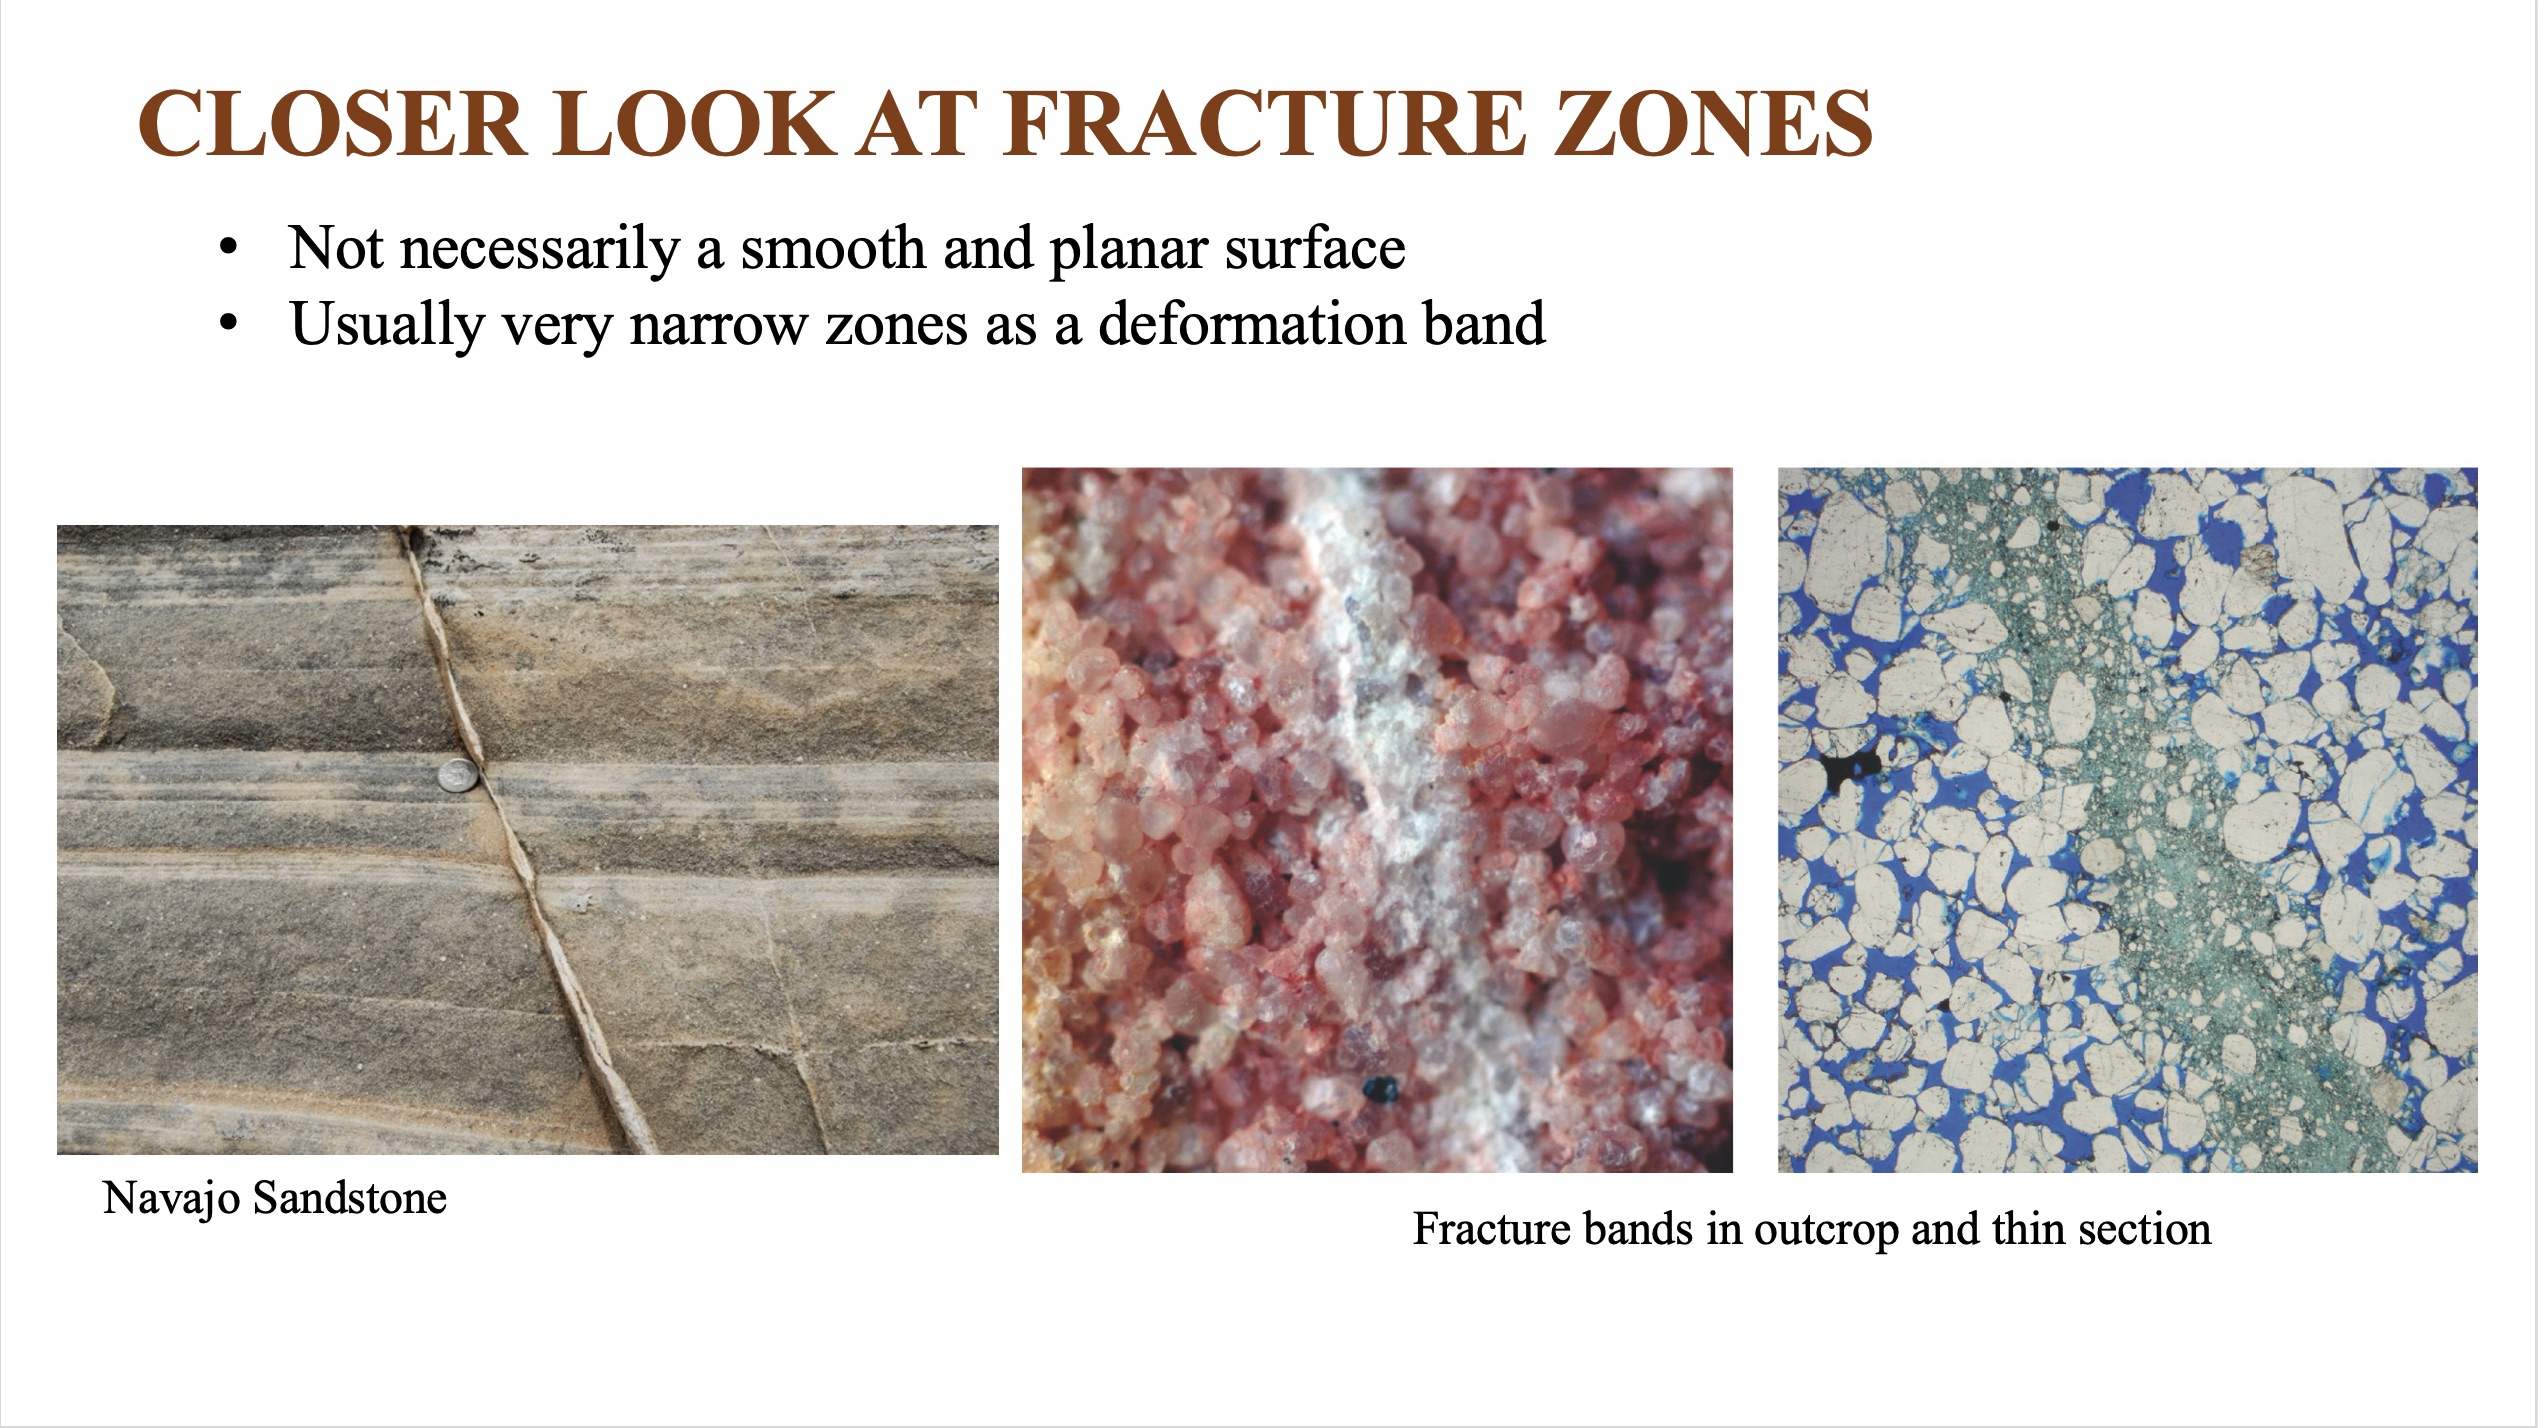 CLOSER LOOK AT FRACTURE ZONES
• Not necessarily a smooth and planar surface
• Usually very narrow zones as a deformation band
Navajo Sandstone
Fracture bands in outcrop and thin section